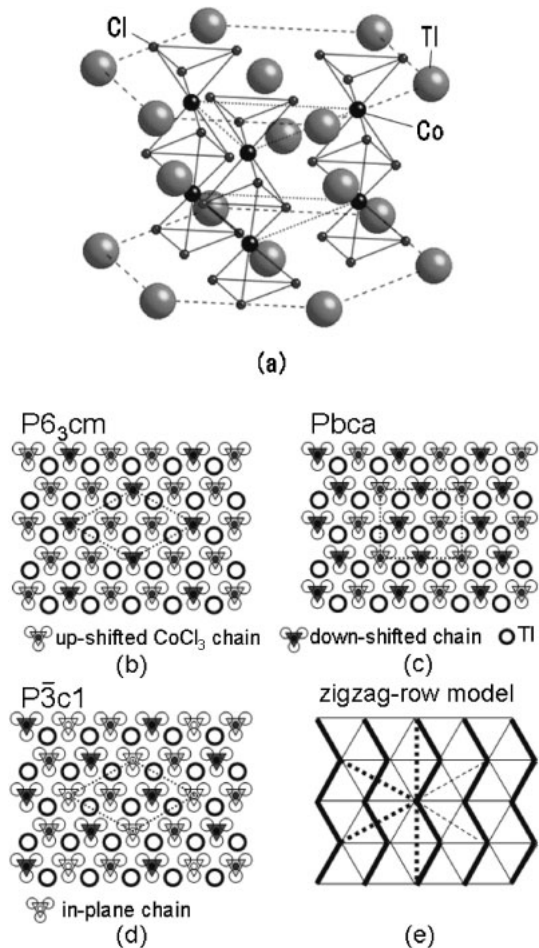 Cl
Tl
Co
(a)
P6₃cm
Pbca
up-shifted CoCl₃ chain
down-shifted chain
Tl
(b)
(c)
P3̄c1
zigzag-row model
in-plane chain
(d)
(e)